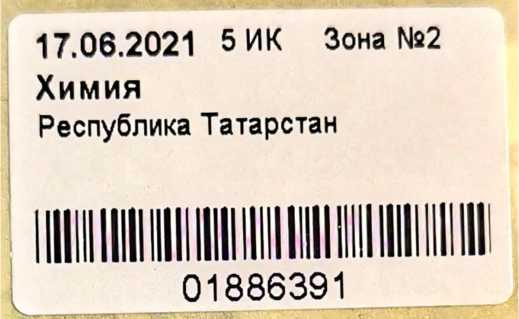 17.06.2021 5 ИК Зона №2
Химия
Республика Татарстан
01886391